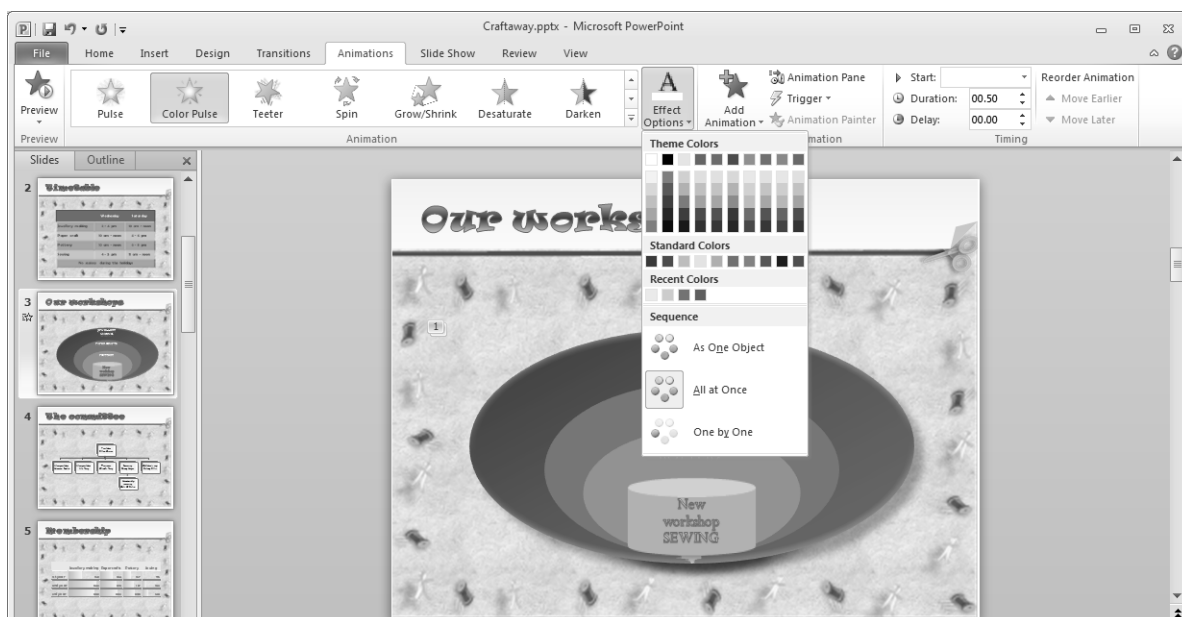 Craftaway.pptx - Microsoft PowerPoint
File Home Insert Design Transitions Animations Slide Show Review View
Preview
Pulse Color Pulse Teeter Spin Grow/Shrink Desaturate Darken
Effect Options
Add Animation
Animation Pane
Trigger
Animation Painter
Start:
Duration: 00.50
Delay: 00.00
Reorder Animation
Move Earlier
Move Later
Preview Animation mation Timing
Slides Outline
2 Timetable
3 Our workshops
4 The committee
5 Membership
Our works
1
New
workshop
SEWING
Theme Colors
Standard Colors
Recent Colors
Sequence
As One Object
All at Once
One by One